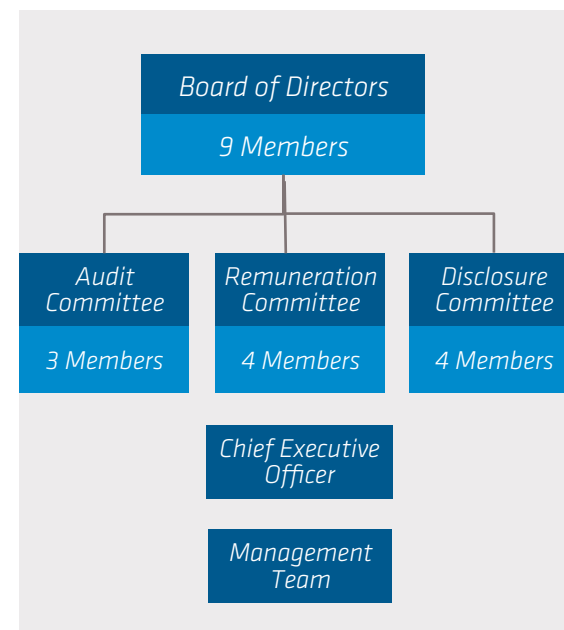 Board of Directors
9 Members
Audit
Committee
3 Members
Remuneration
Committee
4 Members
Disclosure
Committee
4 Members
Chief Executive
Officer
Management
Team